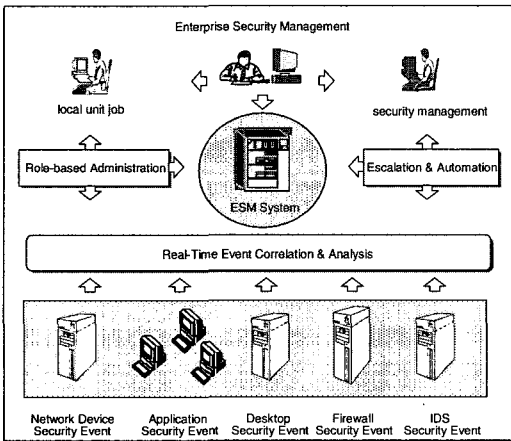 Enterprise Security Management
local unit job
security management
Role-based Administration
Escalation & Automation
ESM System
Real-Time Event Correlation & Analysis
Network Device
Security Event
Application
Security Event
Desktop
Security Event
Firewall
Security Event
IDS
Security Event